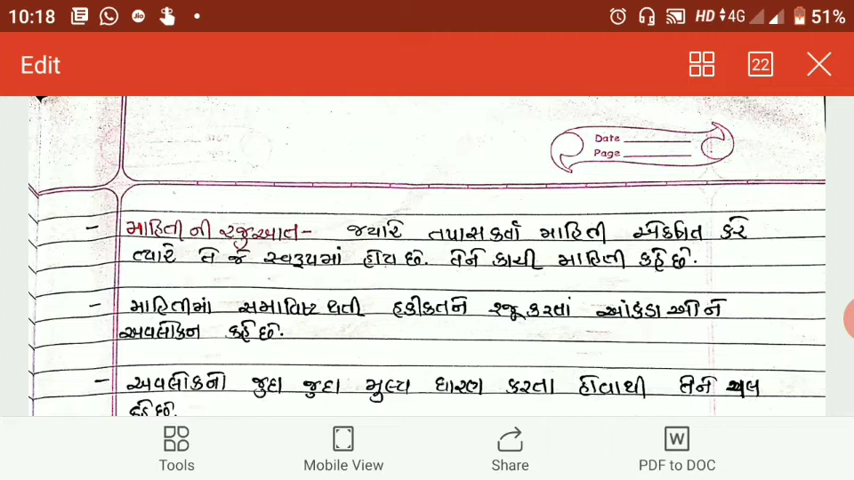 10:18 HD 4G 51%
Edit 22
Date
Page
- માહિતી ની રજુઆત - જયારે તપાસકર્તા માહિતી એકત્રિત કરે
ત્યારે તે જે સ્વરૂપમાં હોય છે. તેને કાચી માહિતી કહે છે.
- માહિતીમાં સમાવિષ્ટ થતી હકીકતને રજૂ કરતાં આંકડા ઓને
અવલોકન કહે છે.
- અવલોકનો જુદા જુદા મુલ્ય ધારણ કરતા હોવાથી તેને ચલ
કહે છે.
Tools Mobile View Share PDF to DOC